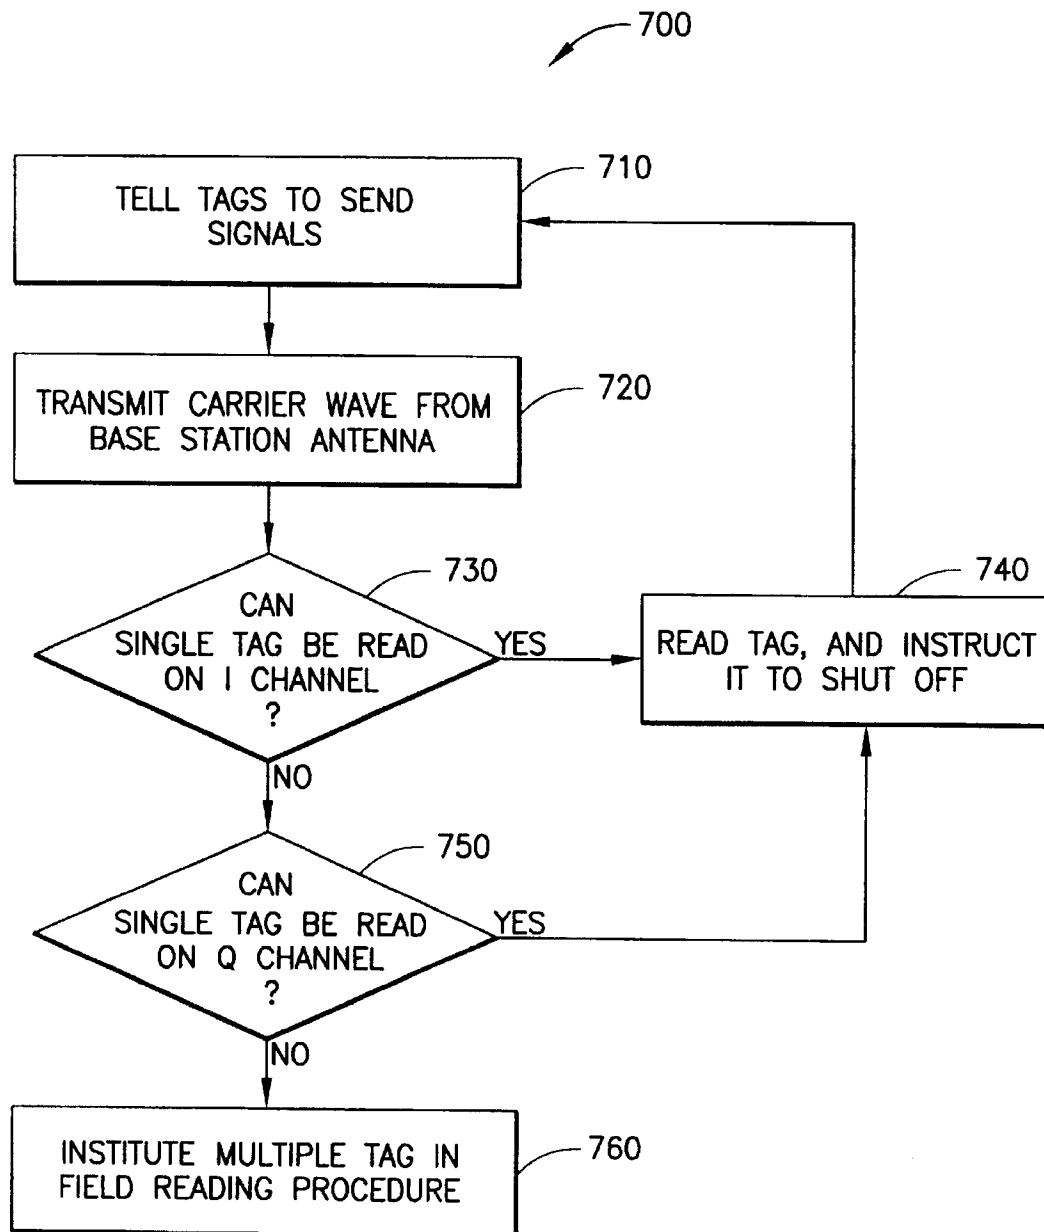 700
710
TELL TAGS TO SEND
SIGNALS
720
TRANSMIT CARRIER WAVE FROM
BASE STATION ANTENNA
730
CAN
SINGLE TAG BE READ
ON I CHANNEL
?
YES
NO
740
READ TAG, AND INSTRUCT
IT TO SHUT OFF
750
CAN
SINGLE TAG BE READ
ON Q CHANNEL
?
YES
NO
760
INSTITUTE MULTIPLE TAG IN
FIELD READING PROCEDURE